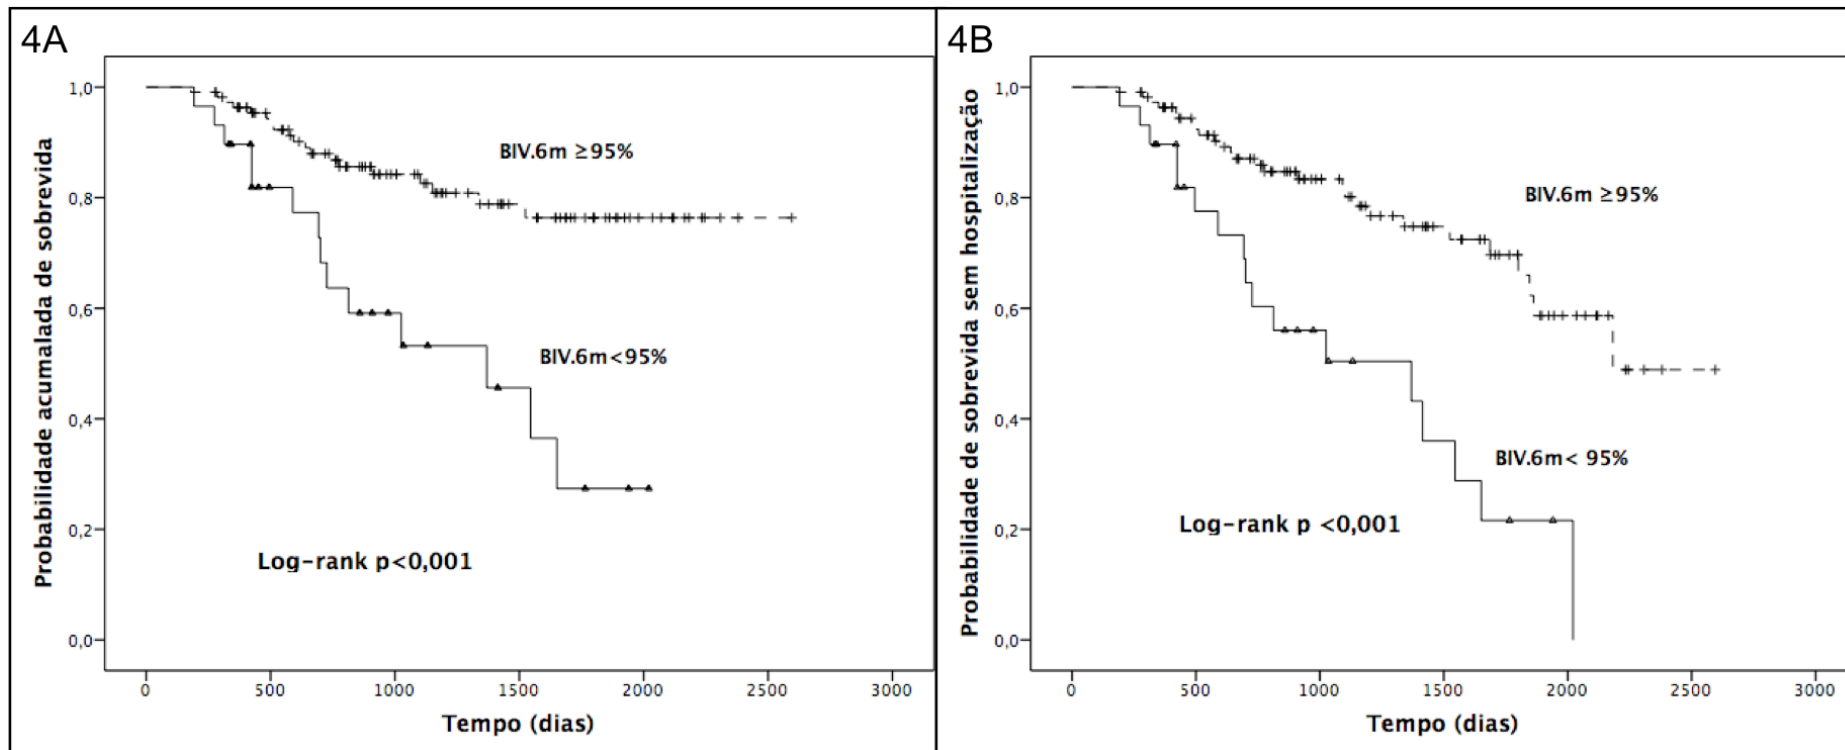 4A
Probabilidade acumalada de sobrevida
1,0
0,8
0,6
0,4
0,2
0,0
BIV.6m ≥95%
BIV.6m<95%
Log-rank p<0,001
0 500 1000 1500 2000 2500 3000
Tempo (dias)
4B
Probabilidade de sobrevida sem hospitalização
1,0
0,8
0,6
0,4
0,2
0,0
BIV.6m ≥95%
BIV.6m< 95%
Log-rank p <0,001
0 500 1000 1500 2000 2500 3000
Tempo (dias)